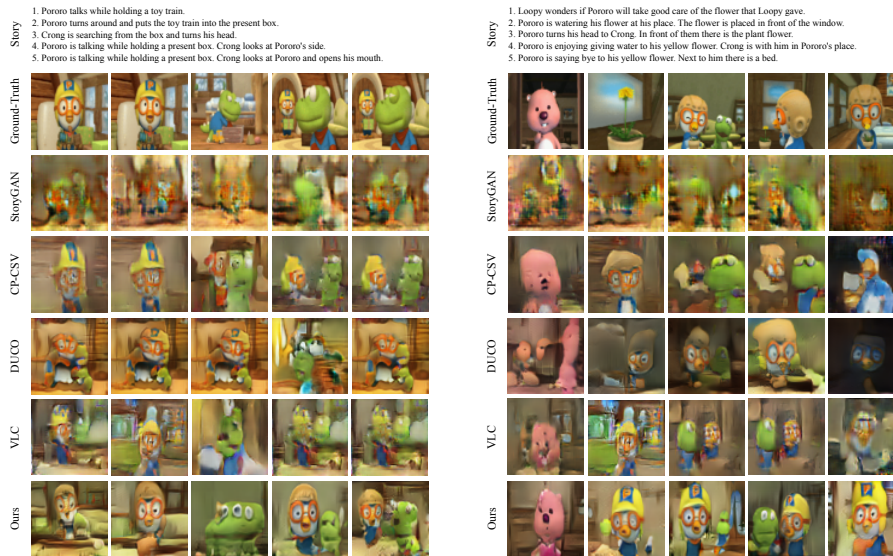 Story
1. Pororo talks while holding a toy train.
2. Pororo turns around and puts the toy train into the present box.
3. Crong is searching from the box and turns his head.
4. Pororo is talking while holding a present box. Crong looks at Pororo's side.
5. Pororo is talking while holding a present box. Crong looks at Pororo and opens his mouth.
Ground-Truth
StoryGAN
CP-CSV
DUCO
VLC
Ours
Story
1. Loopy wonders if Pororo will take good care of the flower that Loopy gave.
2. Pororo is watering his flower at his place. The flower is placed in front of the window.
3. Pororo turns his head to Crong. In front of them there is the plant flower.
4. Pororo is enjoying giving water to his yellow flower. Crong is with him in Pororo's place.
5. Pororo is saying bye to his yellow flower. Next to him there is a bed.
Ground-Truth
StoryGAN
CP-CSV
DUCO
VLC
Ours